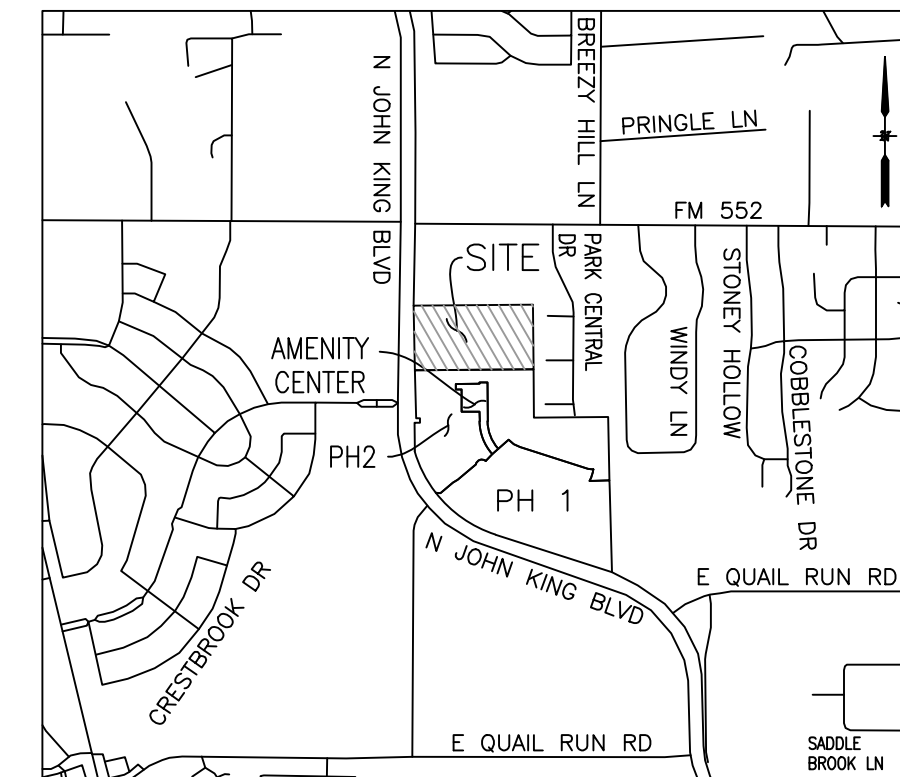 N JOHN KING BLVD
BREEZY HILL LN
PRINGLE LN
FM 552
SITE
PARK CENTRAL
DR
STONEY HOLLOW
WINDY LN
COBBLESTONE DR
AMENITY
CENTER
PH2
PH 1
N JOHN KING BLVD
E QUAIL RUN RD
CRESTBROOK DR
E QUAIL RUN RD
SADDLE
BROOK LN